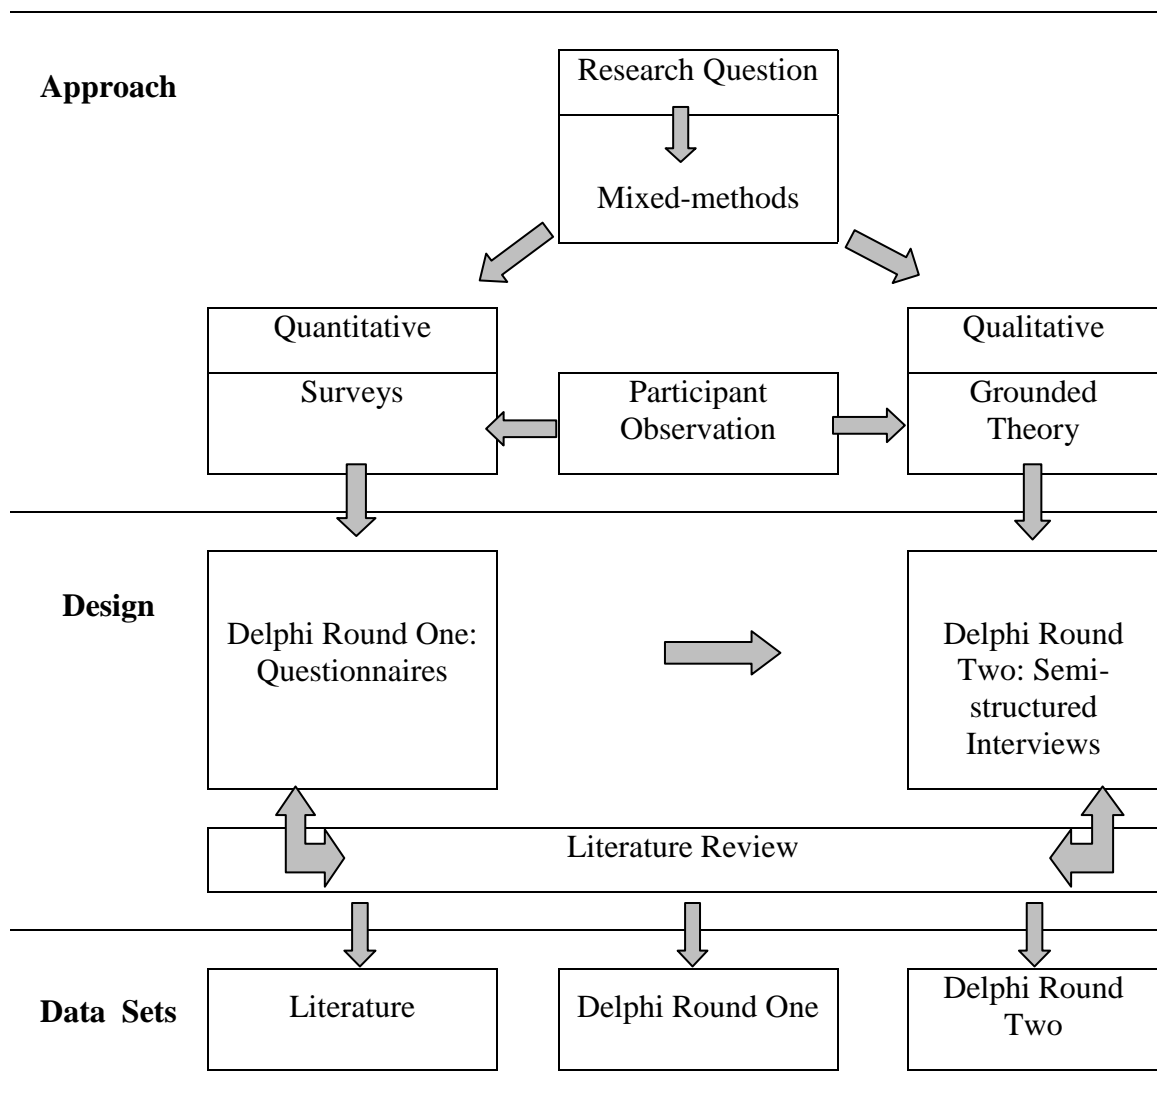 Approach
Research Question
Mixed-methods
Quantitative
Qualitative
Surveys
Participant
Observation
Grounded
Theory
Design
Delphi Round One:
Questionnaires
Delphi Round
Two: Semi-
structured
Interviews
Literature Review
Data Sets
Literature
Delphi Round One
Delphi Round
Two